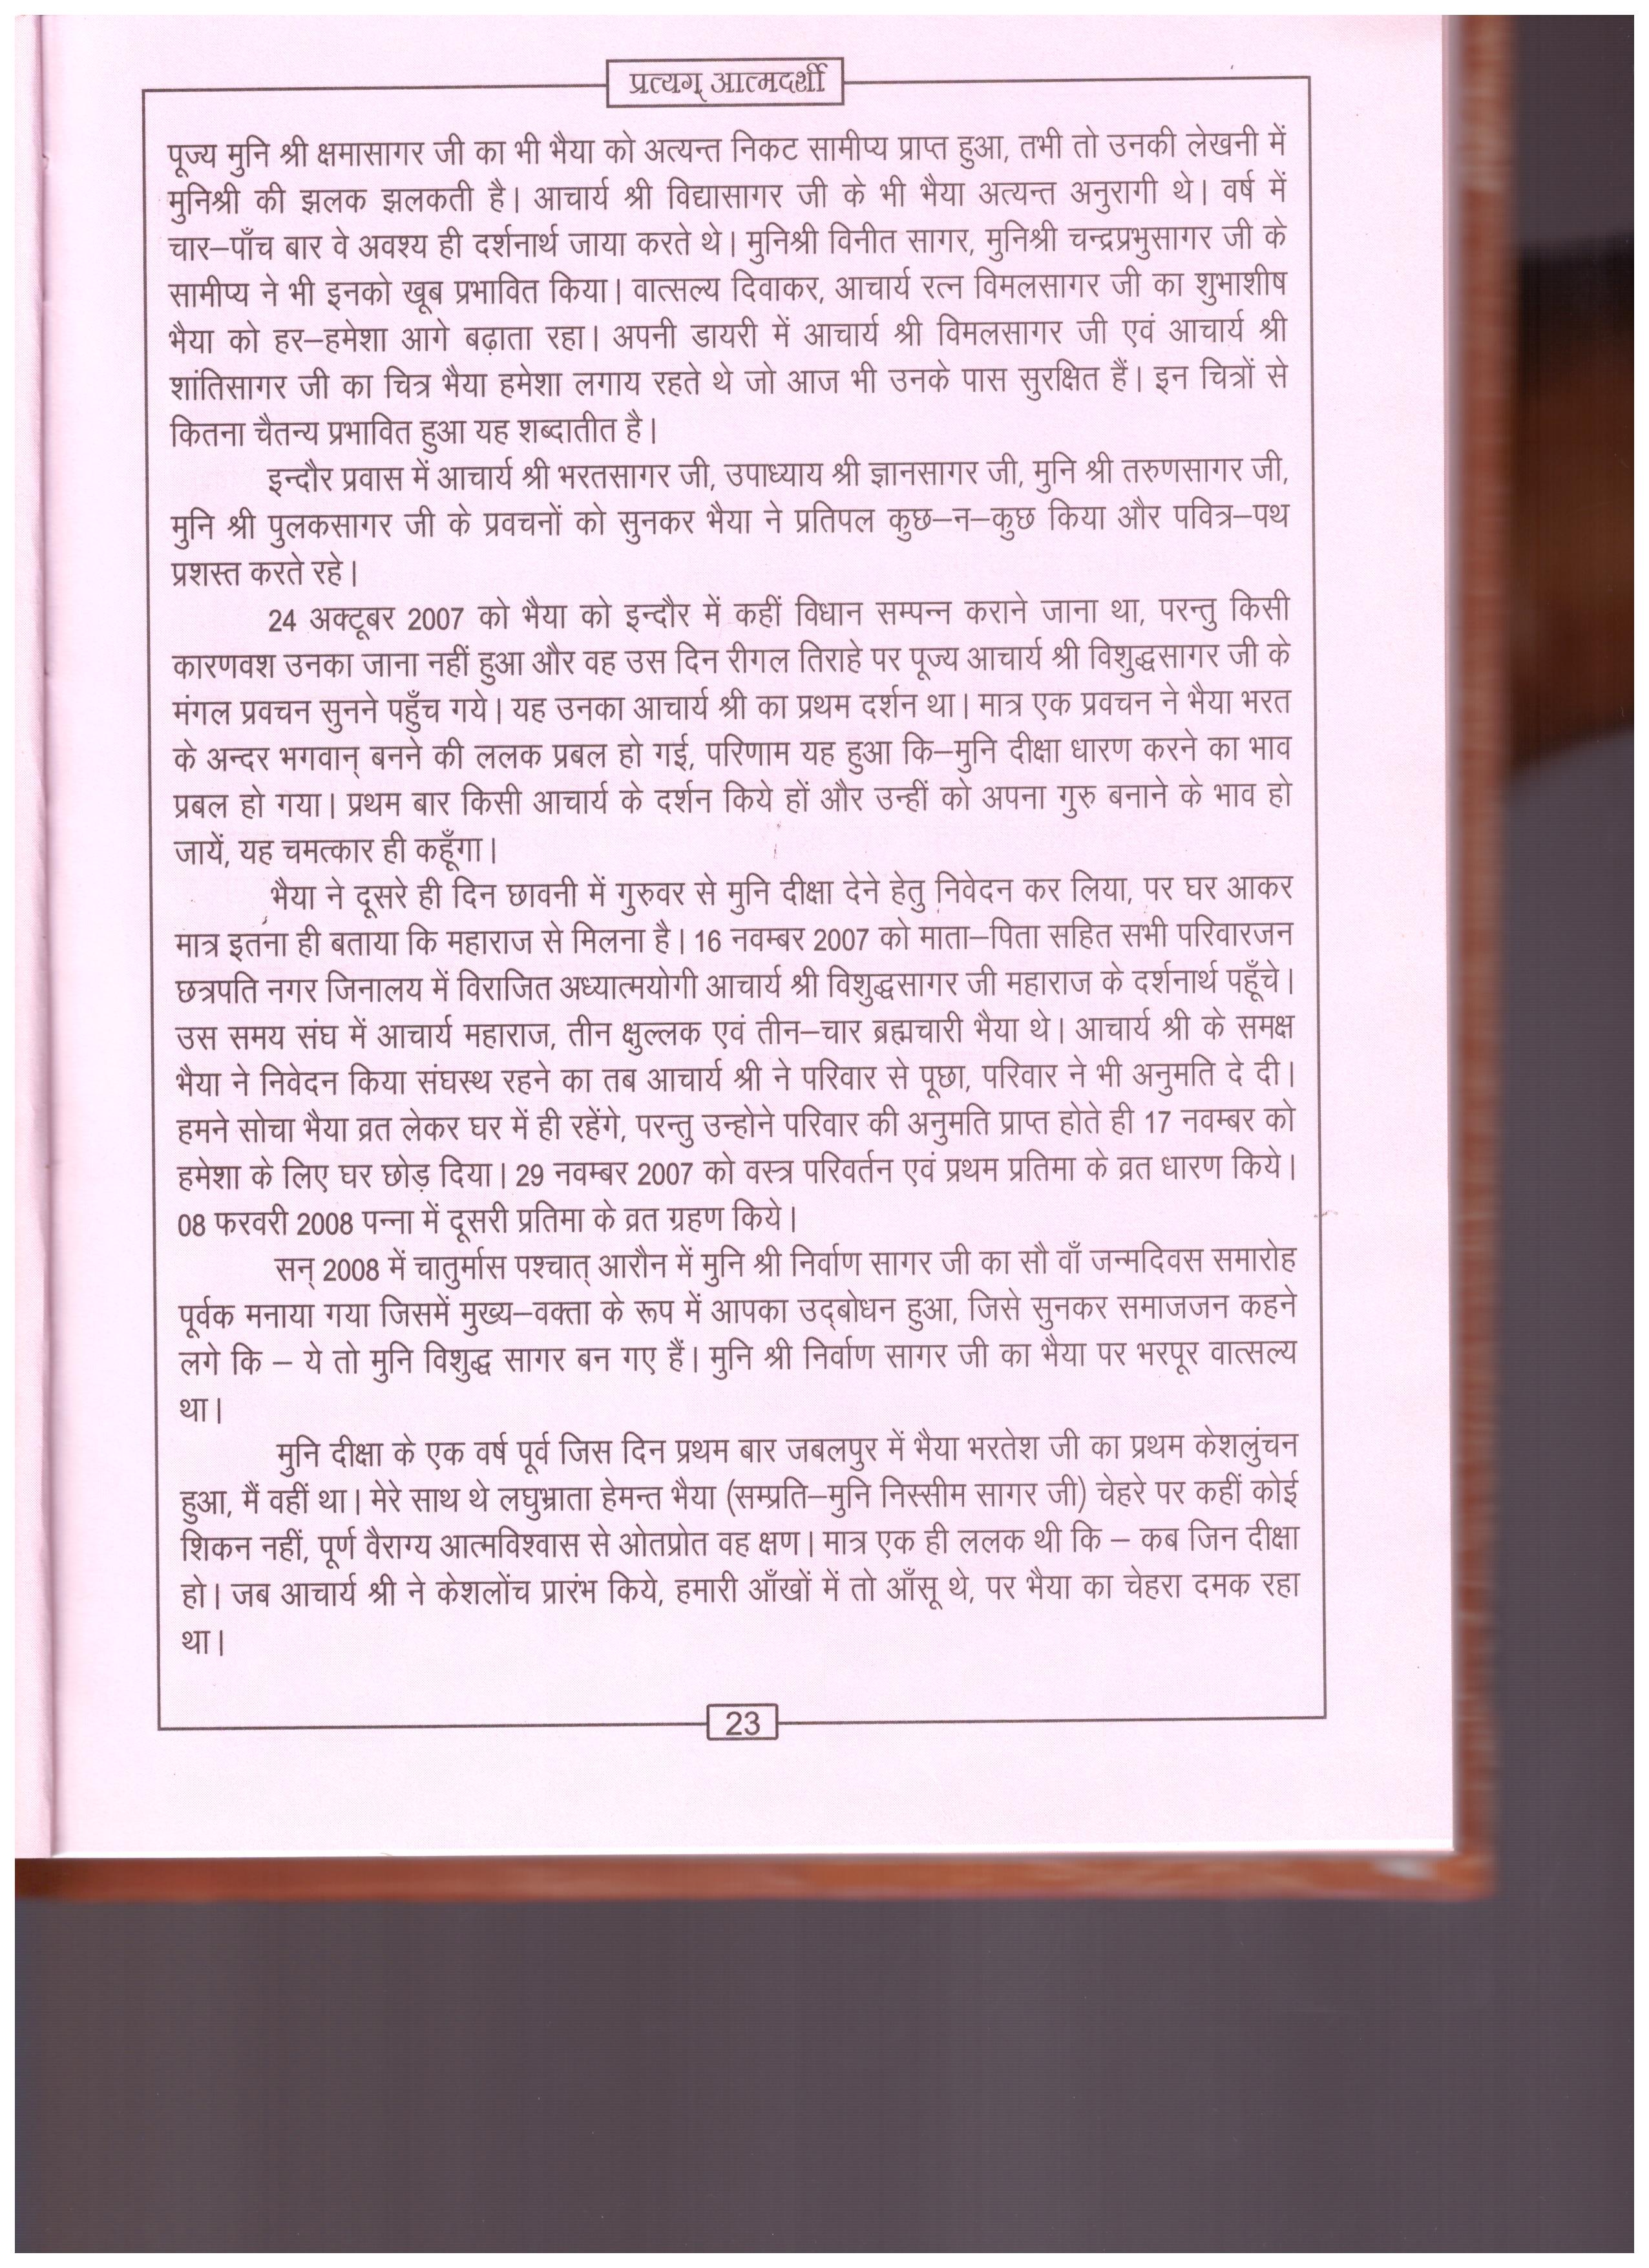 प्रत्यग् आत्मदर्शी
पूज्य मुनि श्री क्षमासागर जी का भी भैया को अत्यन्त निकट सामीप्य प्राप्त हुआ, तभी तो उनकी लेखनी में
मुनिश्री की झलक झलकती है। आचार्य श्री विद्यासागर जी के भी भैया अत्यन्त अनुरागी थे। वर्ष में
चार–पाँच बार वे अवश्य ही दर्शनार्थ जाया करते थे। मुनिश्री विनीत सागर, मुनिश्री चन्द्रप्रभुसागर जी के
सामीप्य ने भी इनको खूब प्रभावित किया। वात्सल्य दिवाकर, आचार्य रत्न विमलसागर जी का शुभाशीष
भैया को हर–हमेशा आगे बढ़ाता रहा। अपनी डायरी में आचार्य श्री विमलसागर जी एवं आचार्य श्री
शांतिसागर जी का चित्र भैया हमेशा लगाय रहते थे जो आज भी उनके पास सुरक्षित हैं। इन चित्रों से
कितना चैतन्य प्रभावित हुआ यह शब्दातीत है।
इन्दौर प्रवास में आचार्य श्री भरतसागर जी, उपाध्याय श्री ज्ञानसागर जी, मुनि श्री तरुणसागर जी,
मुनि श्री पुलकसागर जी के प्रवचनों को सुनकर भैया ने प्रतिपल कुछ–न–कुछ किया और पवित्र–पथ
प्रशस्त करते रहे।
24 अक्टूबर 2007 को भैया को इन्दौर में कहीं विधान सम्पन्न कराने जाना था, परन्तु किसी
कारणवश उनका जाना नहीं हुआ और वह उस दिन रीगल तिराहे पर पूज्य आचार्य श्री विशुद्धसागर जी के
मंगल प्रवचन सुनने पहुँच गये। यह उनका आचार्य श्री का प्रथम दर्शन था। मात्र एक प्रवचन ने भैया भरत
के अन्दर भगवान् बनने की ललक प्रबल हो गई, परिणाम यह हुआ कि–मुनि दीक्षा धारण करने का भाव
प्रबल हो गया। प्रथम बार किसी आचार्य के दर्शन किये हों और उन्हीं को अपना गुरु बनाने के भाव हो
जायें, यह चमत्कार ही कहूँगा।
भैया ने दूसरे ही दिन छावनी में गुरुवर से मुनि दीक्षा देने हेतु निवेदन कर लिया, पर घर आकर
मात्र इतना ही बताया कि महाराज से मिलना है। 16 नवम्बर 2007 को माता–पिता सहित सभी परिवारजन
छत्रपति नगर जिनालय में विराजित अध्यात्मयोगी आचार्य श्री विशुद्धसागर जी महाराज के दर्शनार्थ पहूँचे।
उस समय संघ में आचार्य महाराज, तीन क्षुल्लक एवं तीन–चार ब्रह्मचारी भैया थे। आचार्य श्री के समक्ष
भैया ने निवेदन किया संघस्थ रहने का तब आचार्य श्री ने परिवार से पूछा, परिवार ने भी अनुमति दे दी।
हमने सोचा भैया व्रत लेकर घर में ही रहेंगे, परन्तु उन्होने परिवार की अनुमति प्राप्त होते ही 17 नवम्बर को
हमेशा के लिए घर छोड़ दिया। 29 नवम्बर 2007 को वस्त्र परिवर्तन एवं प्रथम प्रतिमा के व्रत धारण किये।
08 फरवरी 2008 पन्ना में दूसरी प्रतिमा के व्रत ग्रहण किये।
सन् 2008 में चातुर्मास पश्चात् आरौन में मुनि श्री निर्वाण सागर जी का सौ वाँ जन्मदिवस समारोह
पूर्वक मनाया गया जिसमें मुख्य–वक्ता के रूप में आपका उद्‌बोधन हुआ, जिसे सुनकर समाजजन कहने
लगे कि – ये तो मुनि विशुद्ध सागर बन गए हैं। मुनि श्री निर्वाण सागर जी का भैया पर भरपूर वात्सल्य
था।
मुनि दीक्षा के एक वर्ष पूर्व जिस दिन प्रथम बार जबलपुर में भैया भरतेश जी का प्रथम केशलुंचन
हुआ, मैं वहीं था। मेरे साथ थे लघुभ्राता हेमन्त भैया (सम्प्रति–मुनि निस्सीम सागर जी) चेहरे पर कहीं कोई
शिकन नहीं, पूर्ण वैराग्य आत्मविश्वास से ओतप्रोत वह क्षण। मात्र एक ही ललक थी कि – कब जिन दीक्षा
हो। जब आचार्य श्री ने केशलोंच प्रारंभ किये, हमारी आँखों में तो आँसू थे, पर भैया का चेहरा दमक रहा
था।
23